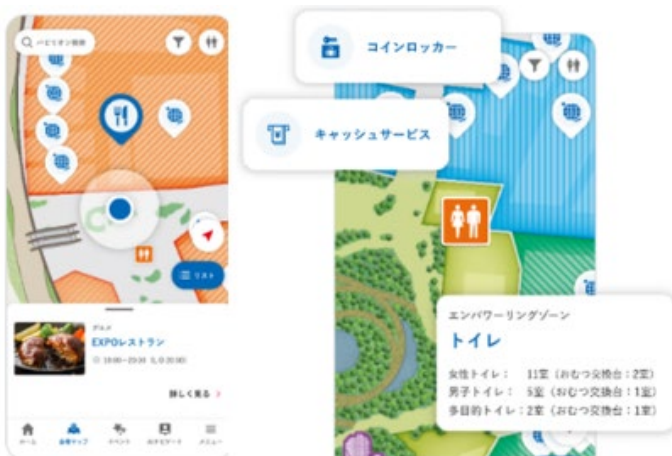 パビリオン検索
リスト
グルメ
EXPOレストラン
詳しく見る
ホーム
会場マップ
イベント
メニュー
コインロッカー
キャッシュサービス
エンパワーリングゾーン
トイレ
女性トイレ： 11室（おむつ交換台：2室）
男子トイレ： 5室（おむつ交換台：1室）
多目的トイレ：2室（おむつ交換台：1室）